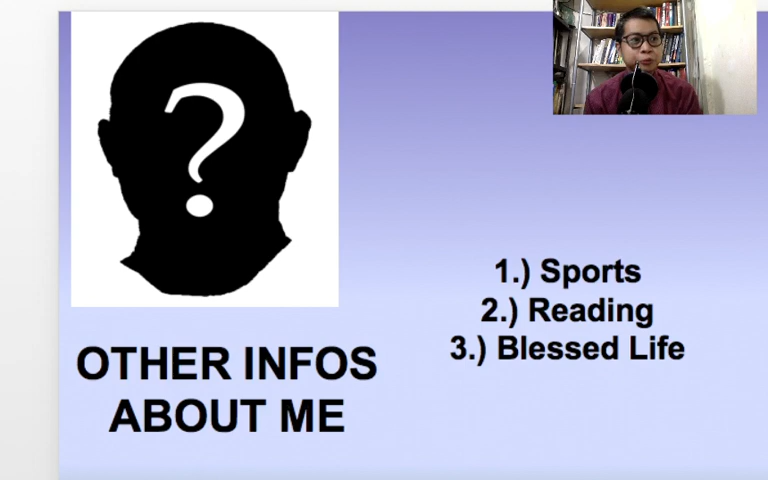 ?
OTHER INFOS
ABOUT ME
1.) Sports
2.) Reading
3.) Blessed Life